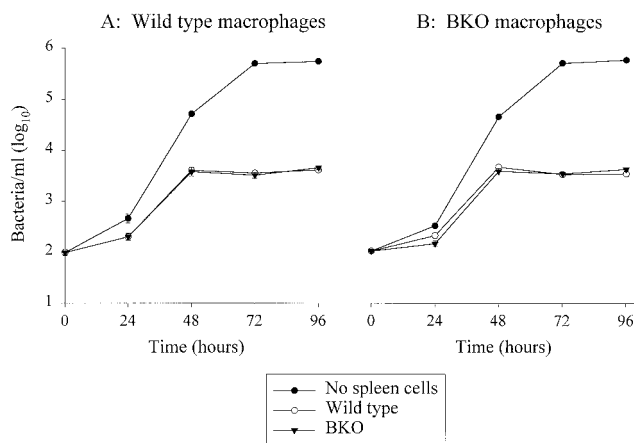 A: Wild type macrophages
B: BKO macrophages
Bacteria/ml (log10)
6
5
4
3
2
1
0 24 48 72 96
0 24 48 72 96
Time (hours)
Time (hours)
No spleen cells
Wild type
BKO